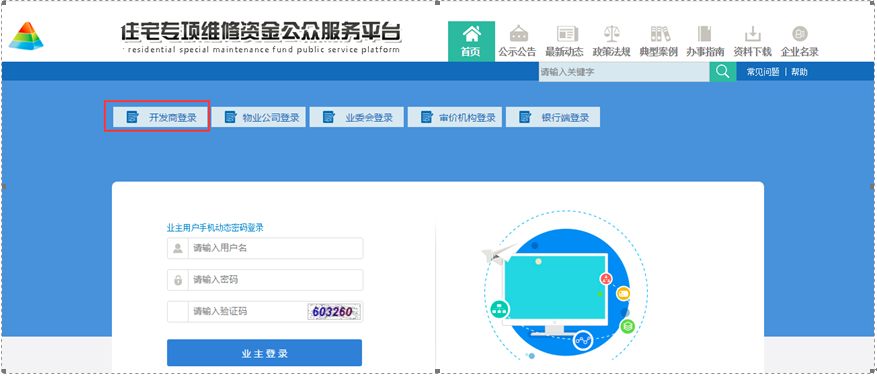 住宅专项维修资金公众服务平台
residential special maintenance fund public service platform
首页 公示公告 最新动态 政策法规 典型案例 办事指南 资料下载 企业名录
请输入关键字 常见问题 | 帮助
开发商登录 物业公司登录 业委会登录 审价机构登录 银行端登录
业主用户手机动态密码登录
请输入用户名
请输入密码
请输入验证码 603260
业主登录